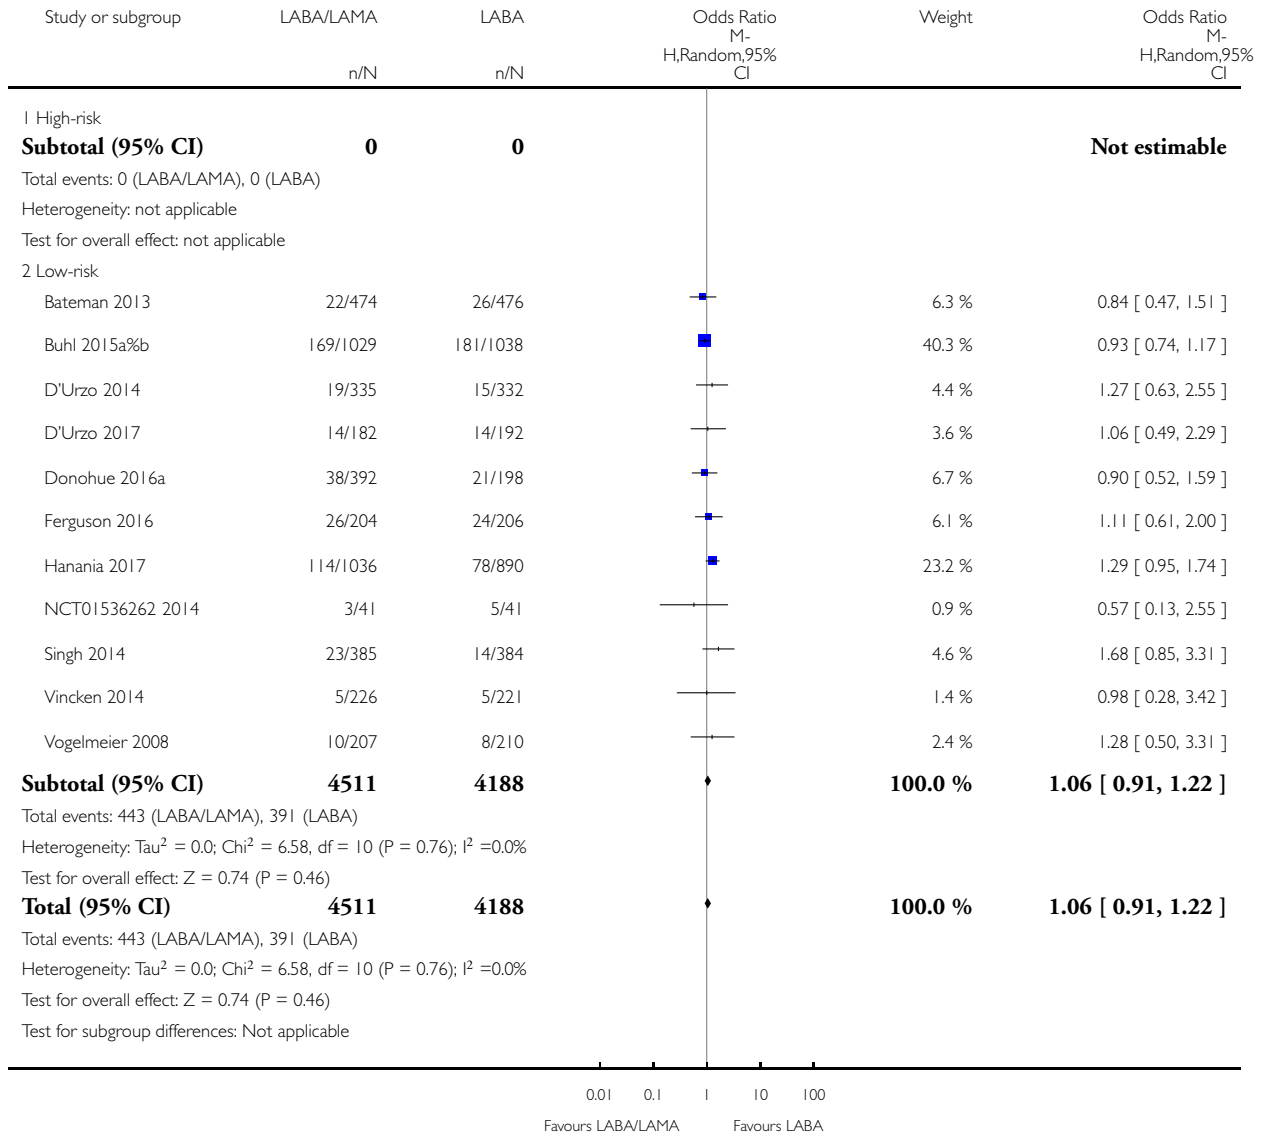 Study or subgroup LABA/LAMA LABA Odds Ratio Weight Odds Ratio
M- M-
H,Random,95% H,Random,95%
n/N n/N CI CI
1 High-risk
Subtotal (95% CI) 0 0 Not estimable
Total events: 0 (LABA/LAMA), 0 (LABA)
Heterogeneity: not applicable
Test for overall effect: not applicable
2 Low-risk
Bateman 2013 22/474 26/476 6.3 % 0.84 [ 0.47, 1.51 ]
Buhl 2015a%b 169/1029 181/1038 40.3 % 0.93 [ 0.74, 1.17 ]
D'Urzo 2014 19/335 15/332 4.4 % 1.27 [ 0.63, 2.55 ]
D'Urzo 2017 14/182 14/192 3.6 % 1.06 [ 0.49, 2.29 ]
Donohue 2016a 38/392 21/198 6.7 % 0.90 [ 0.52, 1.59 ]
Ferguson 2016 26/204 24/206 6.1 % 1.11 [ 0.61, 2.00 ]
Hanania 2017 114/1036 78/890 23.2 % 1.29 [ 0.95, 1.74 ]
NCT01536262 2014 3/41 5/41 0.9 % 0.57 [ 0.13, 2.55 ]
Singh 2014 23/385 14/384 4.6 % 1.68 [ 0.85, 3.31 ]
Vincken 2014 5/226 5/221 1.4 % 0.98 [ 0.28, 3.42 ]
Vogelmeier 2008 10/207 8/210 2.4 % 1.28 [ 0.50, 3.31 ]
Subtotal (95% CI) 4511 4188 100.0 % 1.06 [ 0.91, 1.22 ]
Total events: 443 (LABA/LAMA), 391 (LABA)
Heterogeneity: Tau² = 0.0; Chi² = 6.58, df = 10 (P = 0.76); I² =0.0%
Test for overall effect: Z = 0.74 (P = 0.46)
Total (95% CI) 4511 4188 100.0 % 1.06 [ 0.91, 1.22 ]
Total events: 443 (LABA/LAMA), 391 (LABA)
Heterogeneity: Tau² = 0.0; Chi² = 6.58, df = 10 (P = 0.76); I² =0.0%
Test for overall effect: Z = 0.74 (P = 0.46)
Test for subgroup differences: Not applicable
0.01 0.1 1 10 100
Favours LABA/LAMA Favours LABA